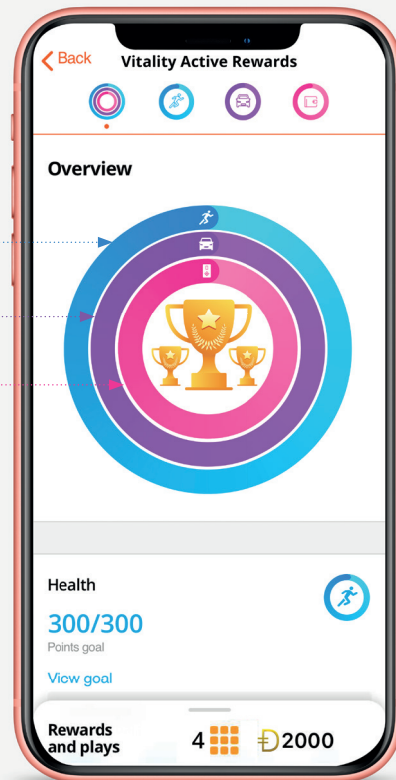 Back
Vitality Active Rewards
Overview
Health
300/300
Points goal
View goal
Rewards
and plays
4
2000